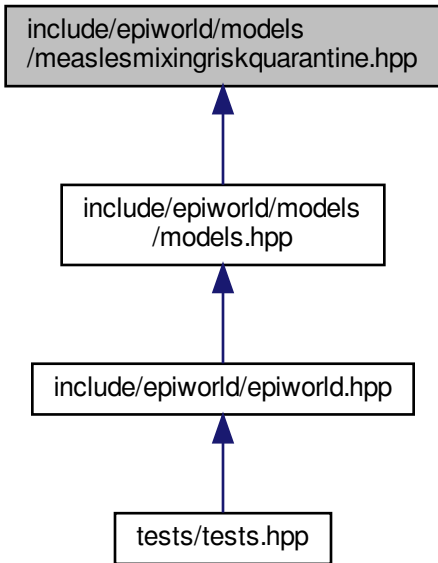 include/epiworld/models
/measlesmixingriskquarantine.hpp
include/epiworld/models
/models.hpp
include/epiworld/epiworld.hpp
tests/tests.hpp